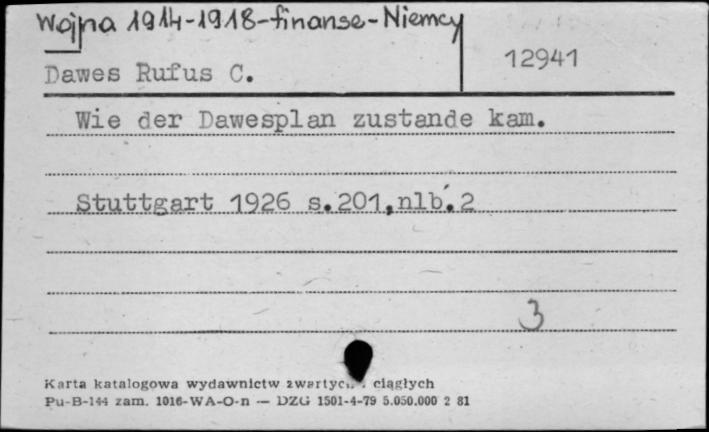 Wojna 1914-1918-finanse-Niemcy
Dawes Rufus C.
12941
Wie der Dawesplan zustande kam.
Stuttgart 1926 s.201,nlb.2
3
Karta katalogowa wydawnictw zwartych i ciągłych
Pu-B-144 zam. 1016-WA-O-n — DZG 1501-4-79 5.050.000 2 81